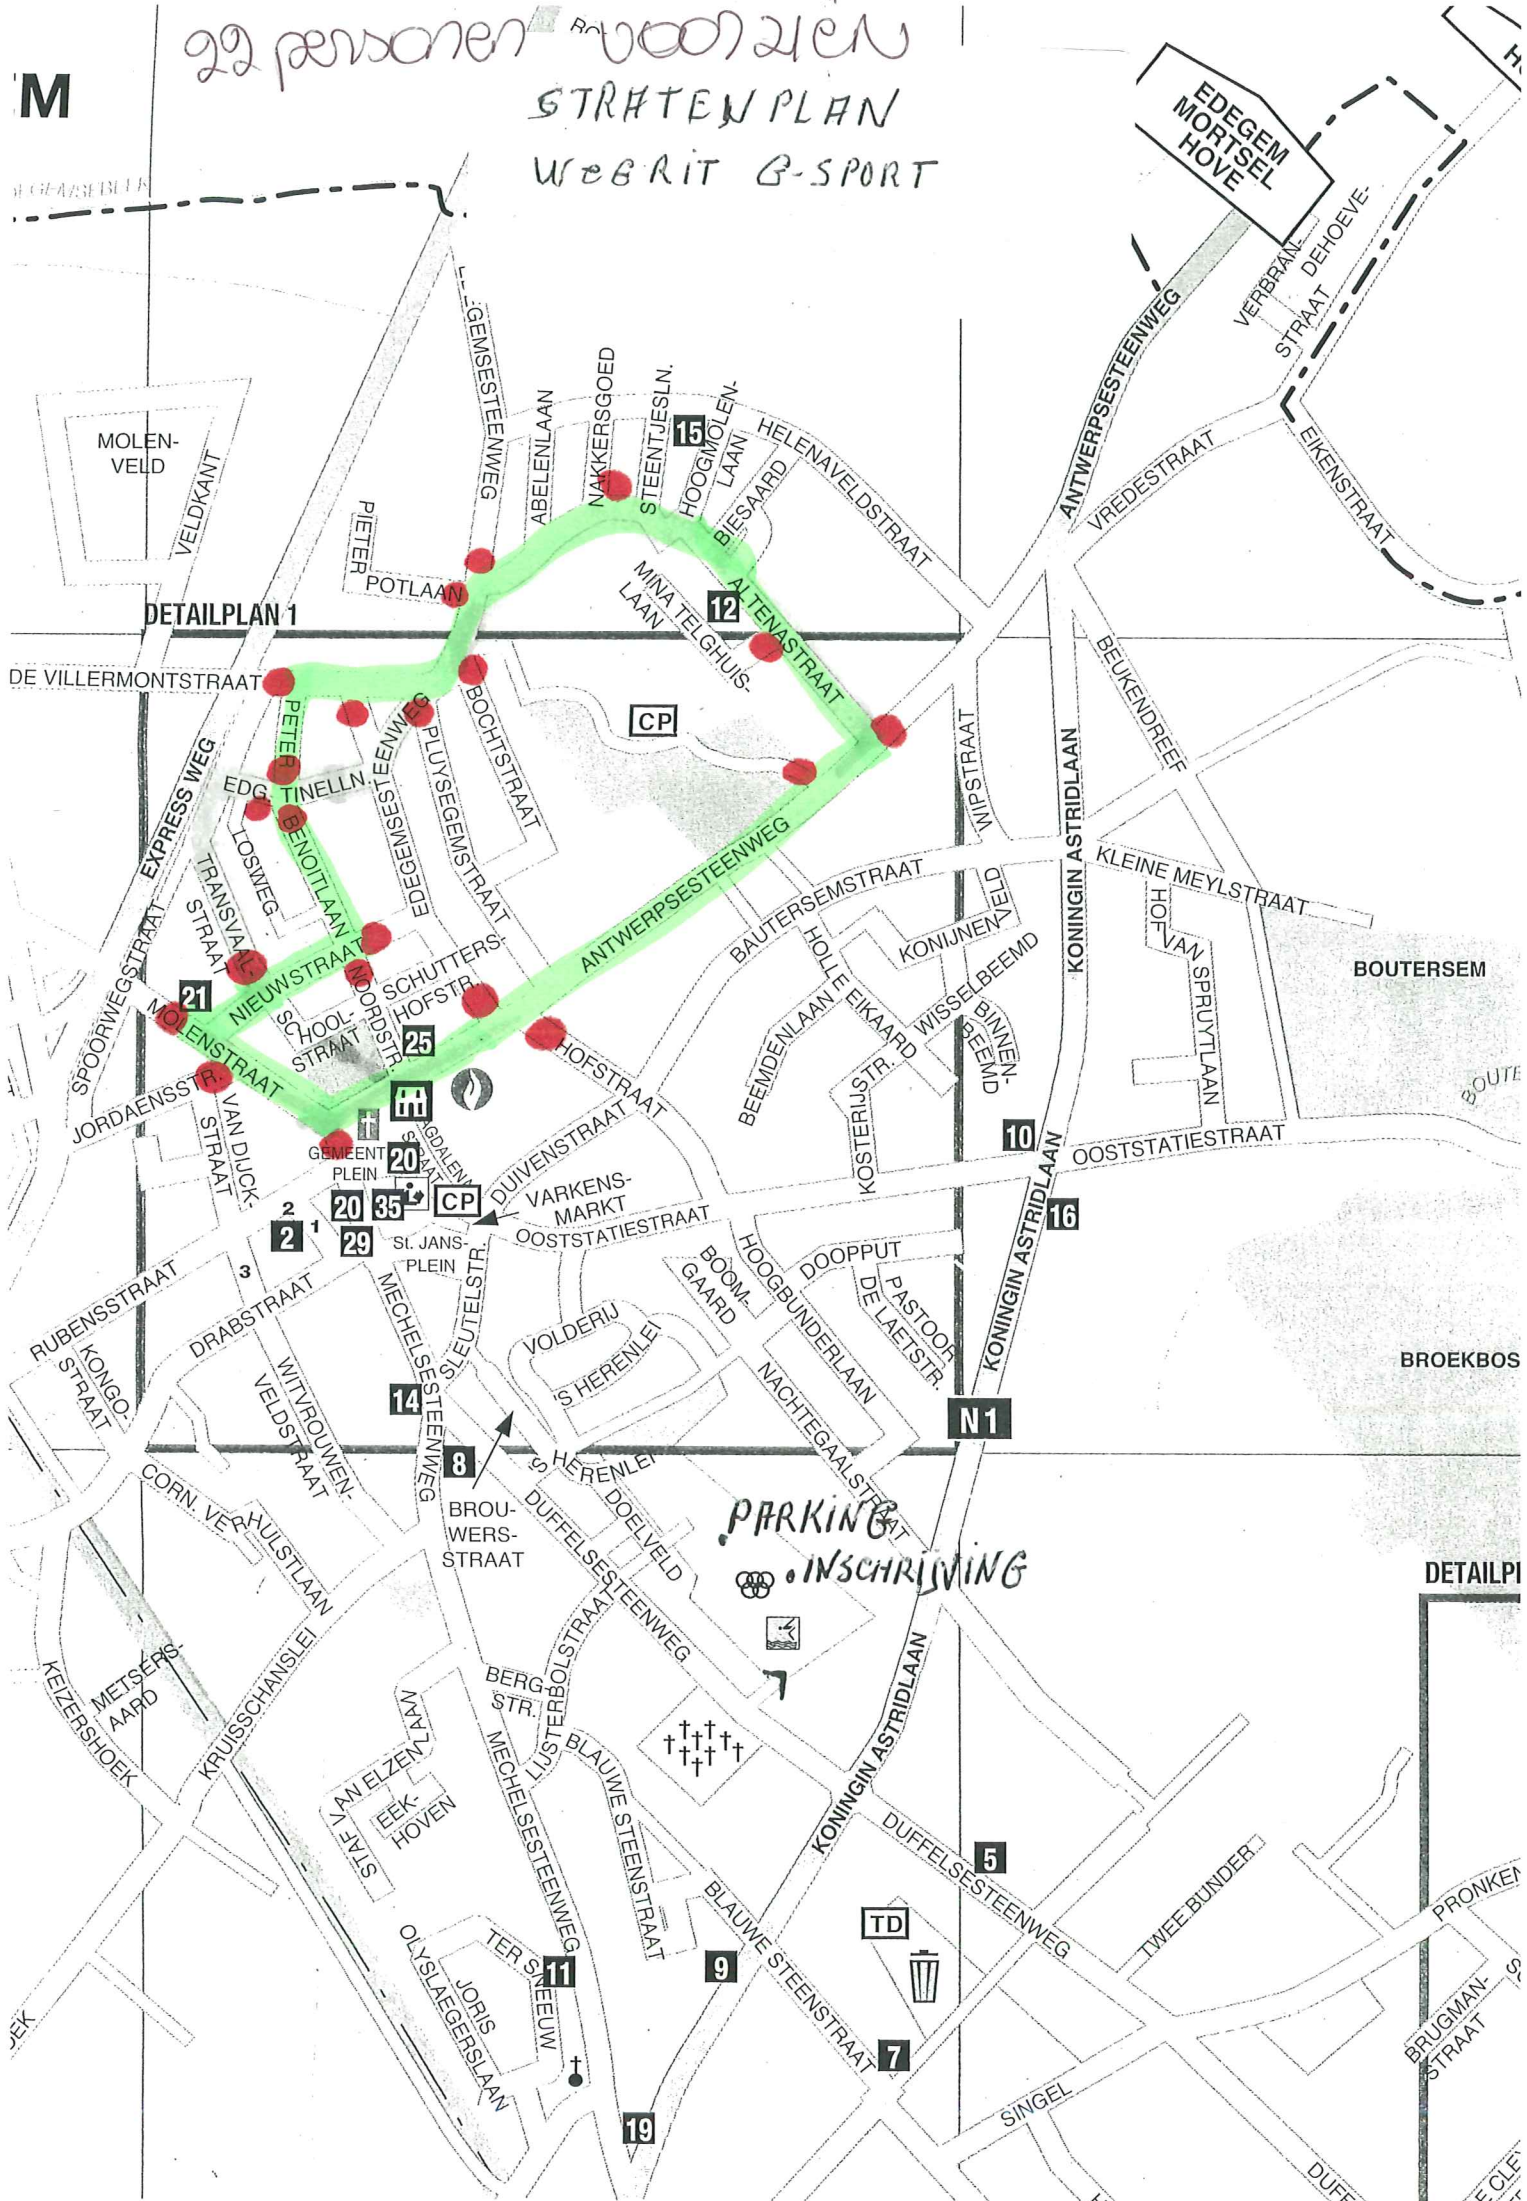 22 personen voorzien
STRATENPLAN
WEGRIT G-SPORT
M
EDEGEM
MORTSEL
HOVE
VERBRAN-
DEHOEVE-
STRAAT
ANTWERPSESTEENWEG
VREDESTRAAT
EIKENSTRAAT
MOLEN-
VELD
VELDKANT
GEMSESTEENWEG
ABELENLAAN
NAKKERSGOED
STEENTJESLN.
15
HOOGMOLEN-
LAAN
BIESAARD
HELENAVELDSTRAAT
PIETER
POTLAAN
DETAILPLAN 1
MINA TELGHUIS-
LAAN
12
ALTENASTRAAT
DE VILLERMONTSTRAAT
PETER
BENOITLAAN
EDG. TINELLN.
EDEGEMSESTEENWEG
PLUYSEGEMSTRAAT
BOCHTSTRAAT
CP
EXPRESS WEG
LOSWEG
TRANSVAAL-
STRAAT
WIPSTRAAT
KONINGIN ASTRIDLAAN
BEUKENDREEF
KLEINE MEYLSTRAAT
ANTWERPSESTEENWEG
BAUTERSEMSTRAAT
KONIJNENVELD
HOF VAN SPRUYTLAAN
BOUTERSEM
SPOORWEGSTRAAT
21
NIEUWSTRAAT
MOLENSTRAAT
NOORDSTR.
SCHUTTERS-
HOFSTR.
SCHOOL-
STRAAT
25
HOLLE EIKAARD
WISSELBEEMD
BINNEN-
BEEMD
BEEMDENLAAN
KOSTERIJSTR.
HOFSTRAAT
JORDAENSSTR.
VAN DIJCK-
STRAAT
GEMEENT
PLEIN
20
CP
DUIVENSTRAAT
VARKENS-
MARKT
OOSTSTATIESTRAAT
10
OOSTSTATIESTRAAT
16
KONINGIN ASTRIDLAAN
2
2
1
3
20
35
29
St. JANS-
PLEIN
RUBENSSTRAAT
DRABSTRAAT
KONGO-
STRAAT
WITVROUWEN-
VELDSTRAAT
MECHELSESTEENWEG
SLEUTELSTR.
VOLDERIJ
'S HERENLEI
BOOM-
GAARD
HOOGBUNDERLAAN
DOOPPUT
PASTOOR
DE LAETSTR.
NACHTEGAALSTRAAT
N1
BROEKBOS
14
8
BROU-
WERS-
STRAAT
'S HERENLEI
DOELVELD
DUFFELSESTEENWEG
PARKING
INSCHRIJVING
CORN. VERHULSTLAAN
DETAILPL
KEIZERSHOEK
METSERS-
AARD
KRUISSCHANSLEI
BERG-
STR.
LIJSTERBOLSTRAAT
STAF VAN ELZENLAAN
EEK-
HOVEN
MECHELSESTEENWEG
BLAUWE STEENSTRAAT
KONINGIN ASTRIDLAAN
DUFFELSESTEENWEG
5
TWEE BUNDER
PRONKEN
TD
BLAUWE STEENSTRAAT
9
7
11
TER SNEEUW
JORIS
OLYSLAEGERSLAAN
BRUGMAN-
STRAAT
SINGEL
19
DUFF